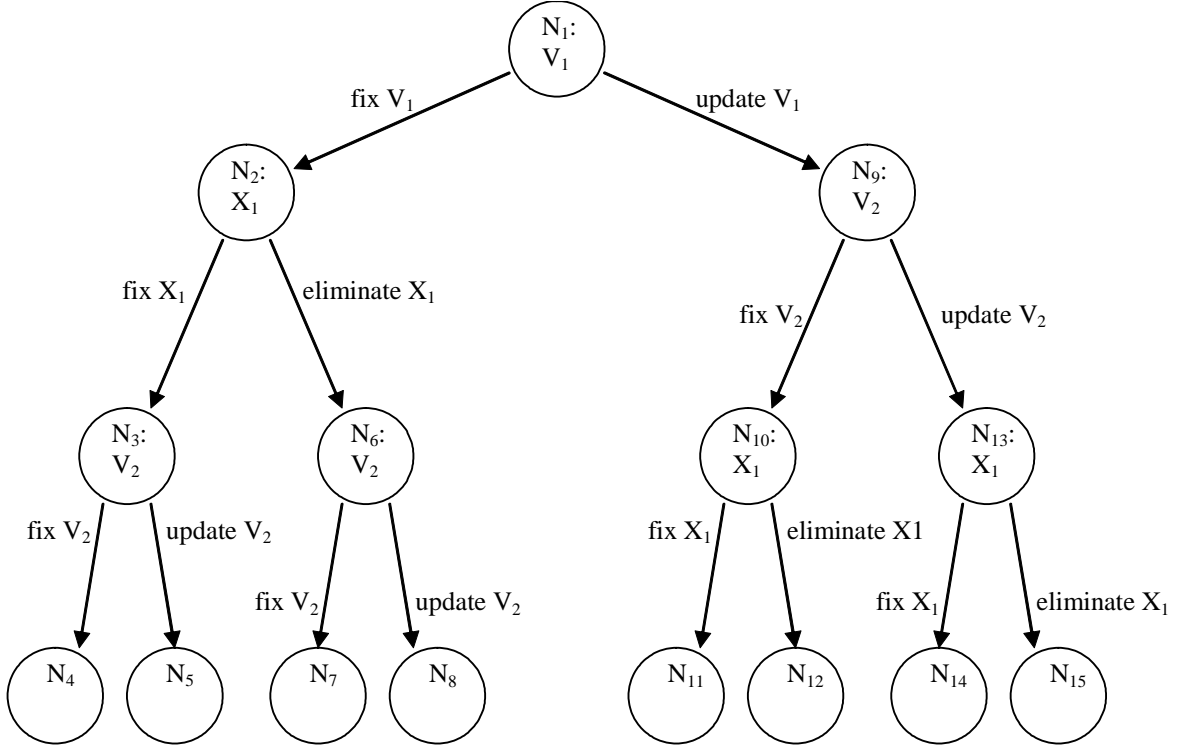 N₁:
V₁
fix V₁
update V₁
N₂:
X₁
N₉:
V₂
fix X₁
eliminate X₁
fix V₂
update V₂
N₃:
V₂
N₆:
V₂
N₁₀:
X₁
N₁₃:
X₁
fix V₂
update V₂
fix V₂
update V₂
fix X₁
eliminate X1
fix X₁
eliminate X₁
N₄
N₅
N₇
N₈
N₁₁
N₁₂
N₁₄
N₁₅